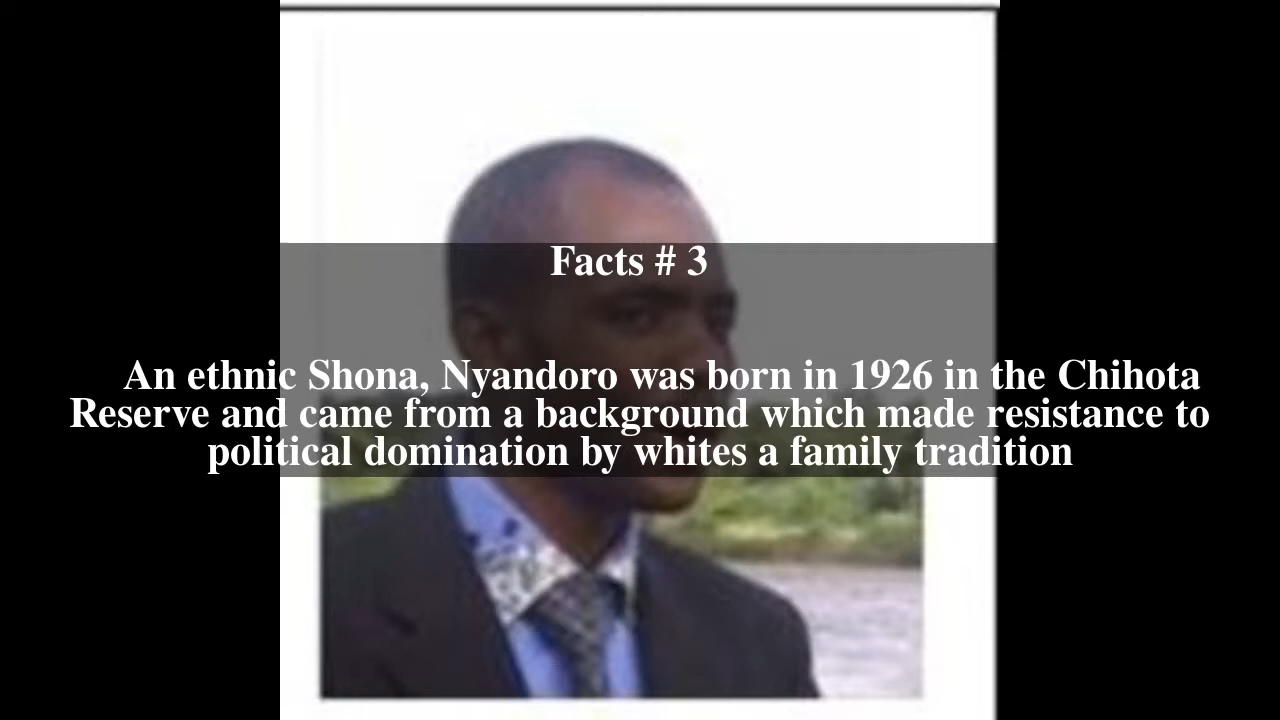 Facts # 3
An ethnic Shona, Nyandoro was born in 1926 in the Chihota
Reserve and came from a background which made resistance to
political domination by whites a family tradition